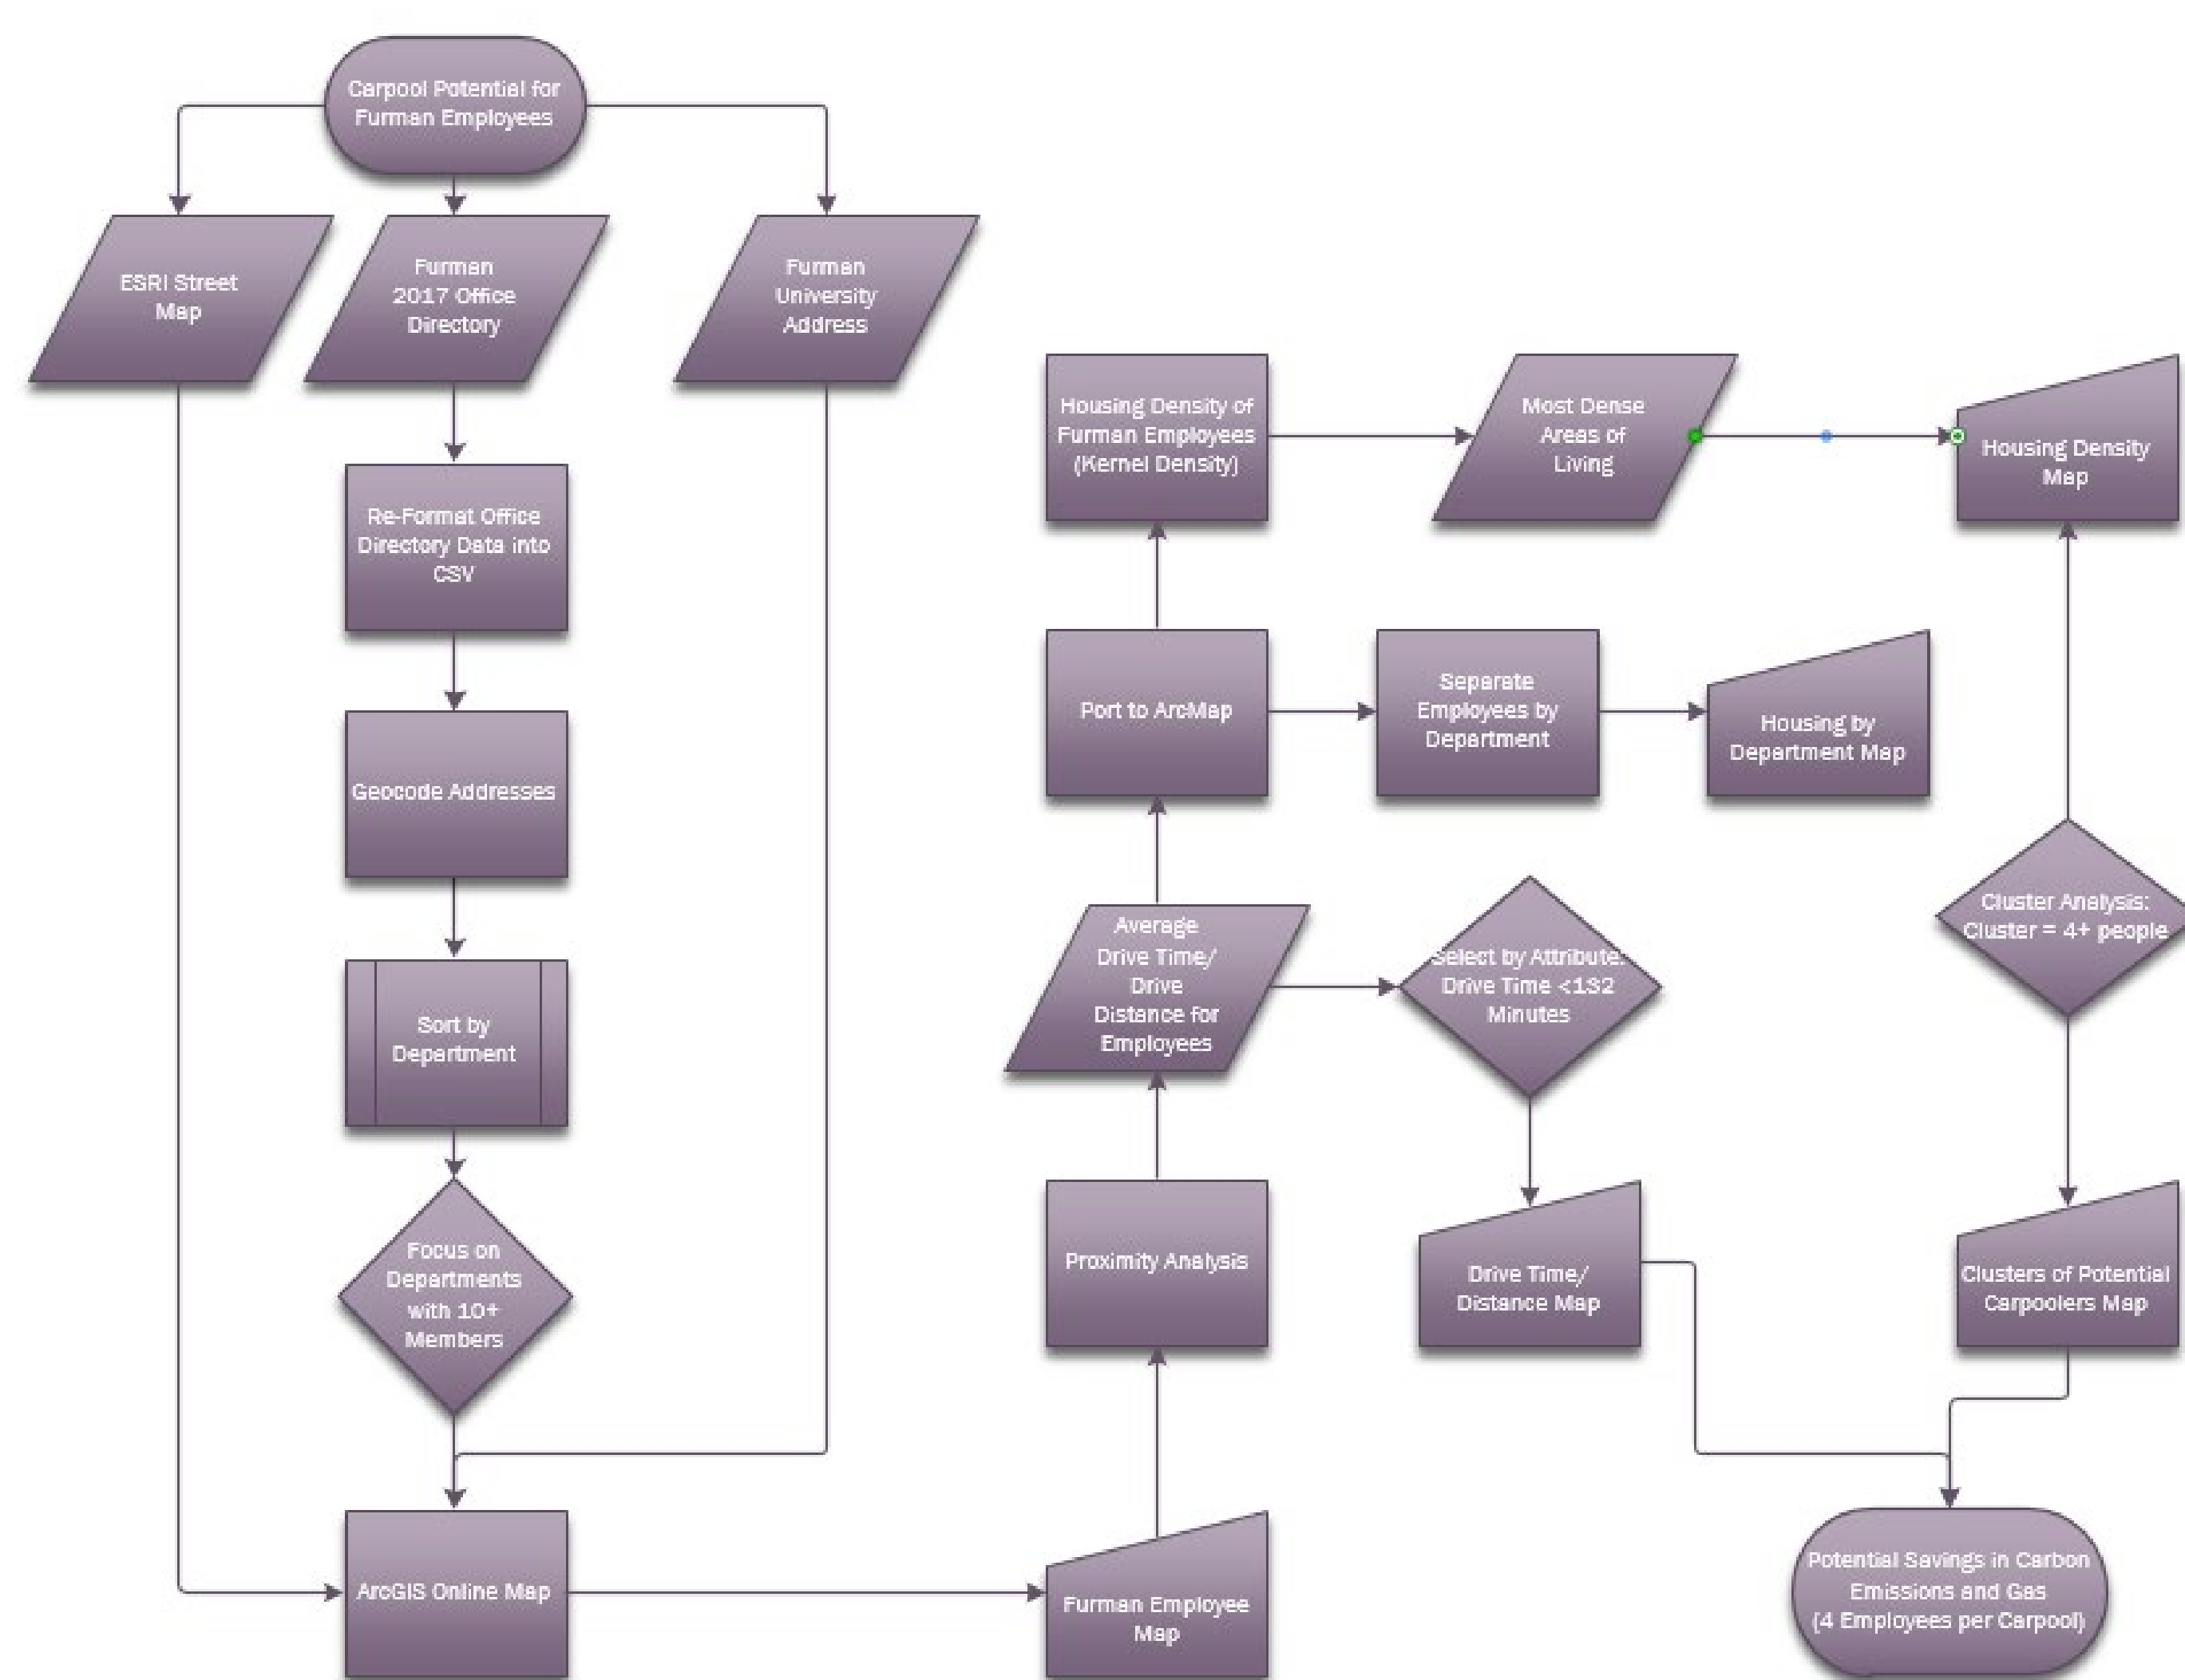 Carpool Potential for
Furman Employees
ESRI Street
Map
Furman
2017 Office
Directory
Furman
University
Address
Re-Format Office
Directory Data into
CSV
Geocode Addresses
Sort by
Department
Focus on
Departments
with 10+
Members
ArcGIS Online Map
Furman Employee
Map
Proximity Analysis
Average
Drive Time/
Drive
Distance for
Employees
Select by Attribute:
Drive Time <132
Minutes
Drive Time/
Distance Map
Port to ArcMap
Separate
Employees by
Department
Housing by
Department Map
Housing Density of
Furman Employees
(Kernel Density)
Most Dense
Areas of
Living
Housing Density
Map
Cluster Analysis:
Cluster = 4+ people
Clusters of Potential
Carpoolers Map
Potential Savings in Carbon
Emissions and Gas
(4 Employees per Carpool)